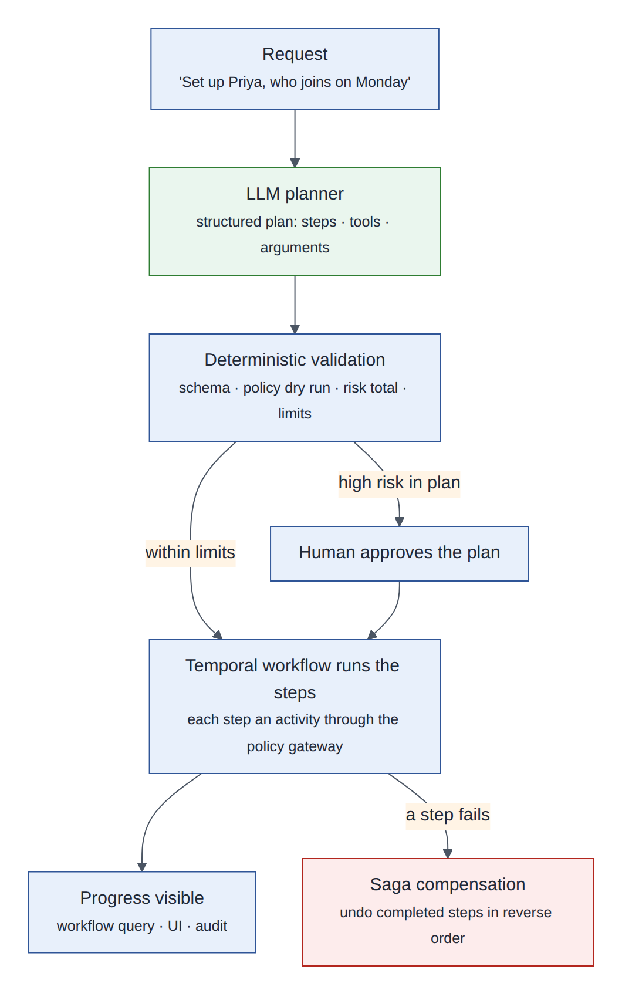 Request
'Set up Priya, who joins on Monday'
LLM planner
structured plan: steps · tools ·
arguments
Deterministic validation
schema · policy dry run · risk total ·
limits
high risk in plan
within limits
Human approves the plan
Temporal workflow runs the
steps
each step an activity through the
policy gateway
a step fails
Progress visible
workflow query · UI · audit
Saga compensation
undo completed steps in reverse
order